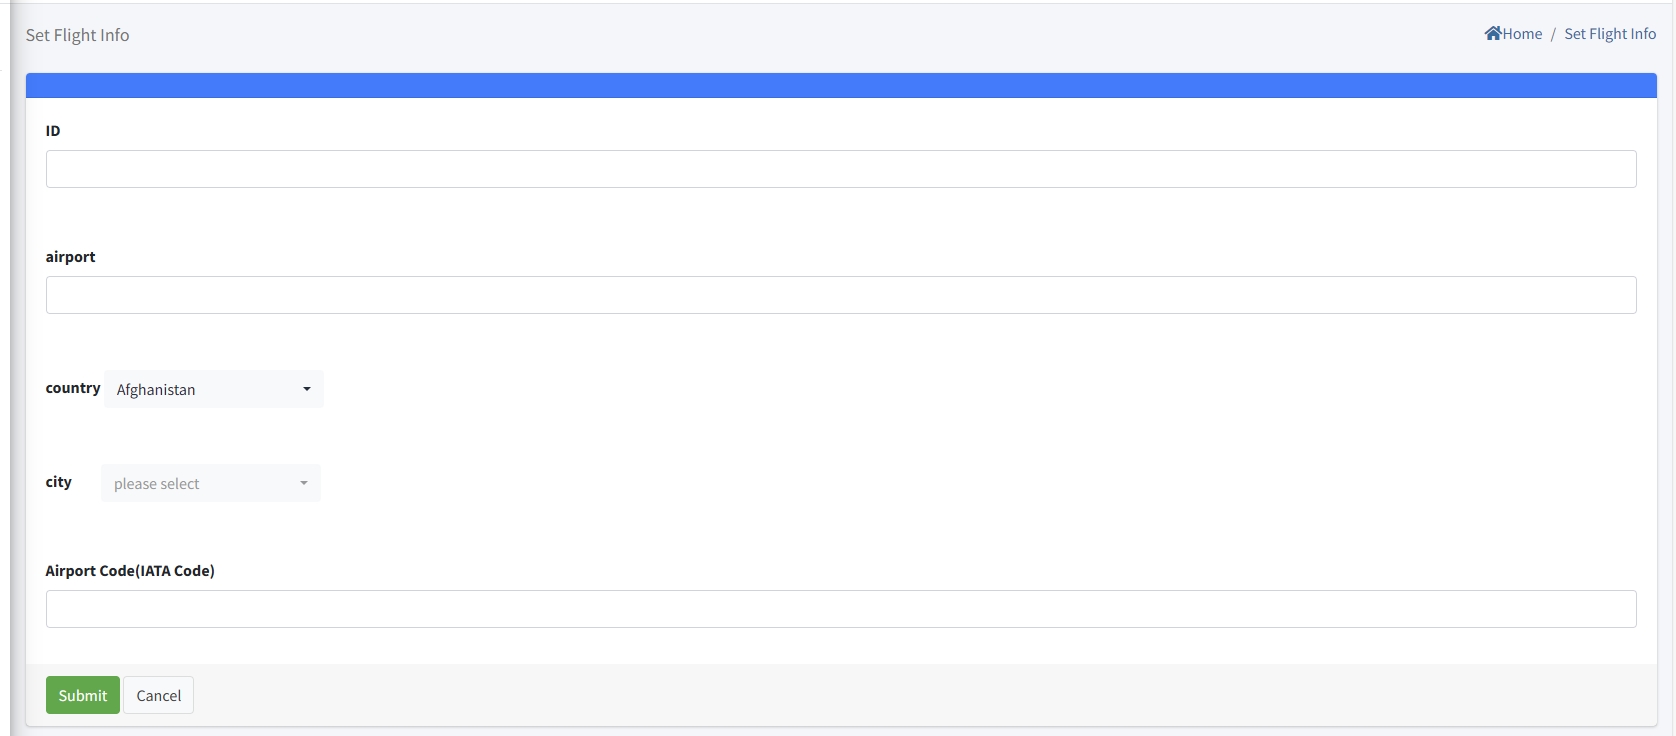 Set Flight Info
Home / Set Flight Info
ID
airport
country Afghanistan
city please select
Airport Code(IATA Code)
Submit Cancel